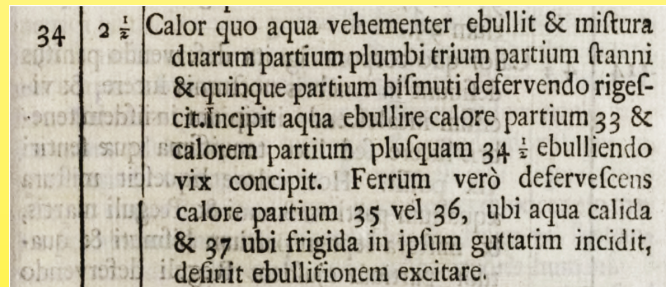 34 2 ½ Calor quo aqua vehementer ebullit & miſtura
duarum partium plumbi trium partium ſtanni
& quinque partium biſmuti defervendo rigeſ-
cit.Incipit aqua ebullire calore partium 33 &
calorem partium pluſquam 34 ½ ebulliendo
vix concipit. Ferrum verò deferveſcens
calore partium 35 vel 36, ubi aqua calida
& 37 ubi frigida in ipſum guttatim incidit,
deſinit ebullitionem excitare.